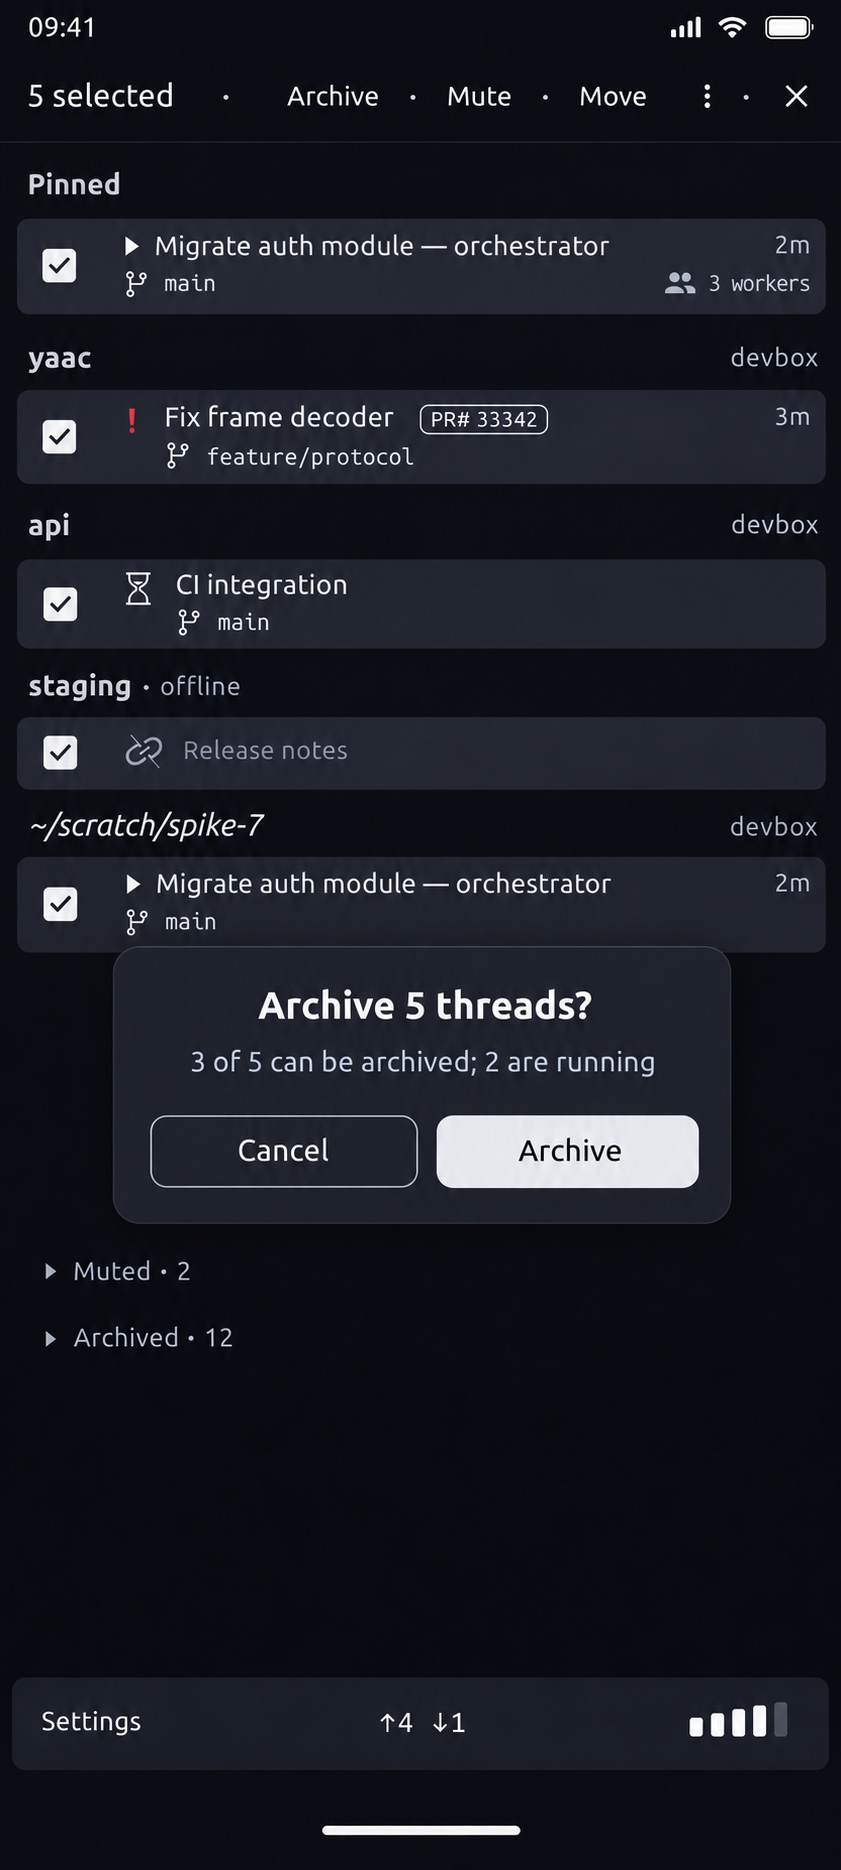 09:41
5 selected • Archive • Mute • Move •
Pinned
Migrate auth module — orchestrator 2m
main 3 workers
yaac devbox
! Fix frame decoder PR# 33342 3m
feature/protocol
api devbox
CI integration
main
staging • offline
Release notes
~/scratch/spike-7 devbox
Migrate auth module — orchestrator 2m
main
Archive 5 threads?
3 of 5 can be archived; 2 are running
Cancel Archive
Muted • 2
Archived • 12
Settings ↑4 ↓1